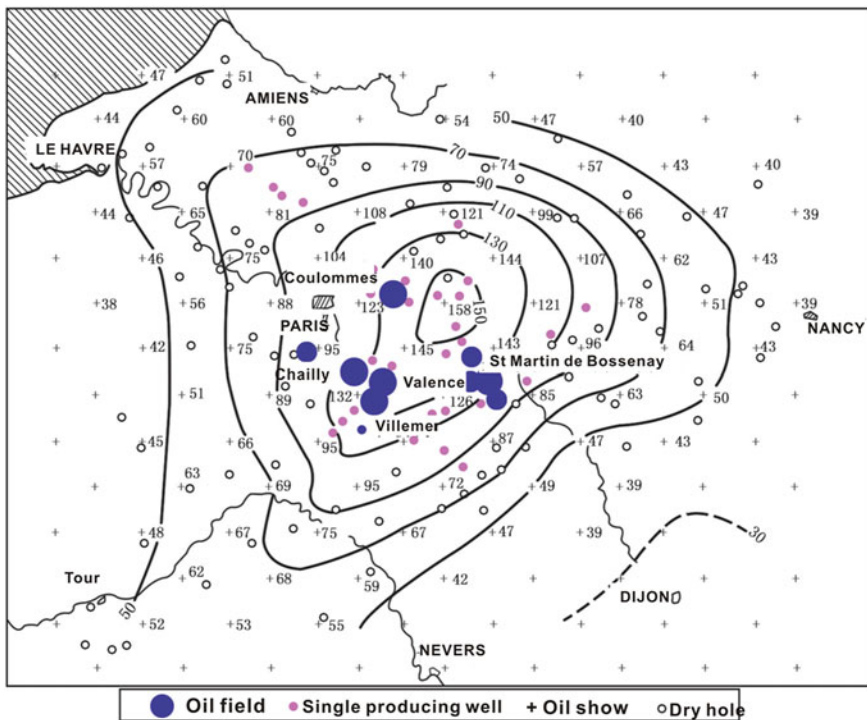 47 51
AMIENS
44 60 60 54 50 47 40
LE HAVRE
57 70 75 79 70 74 57 43 40
90
44 65 81 108 121 110 99 66 47 39
46 75 104 140 130 144 107 62 43
Coulommes
38 56 88 123 158 150 121 78 51 39
PARIS NANCY
42 75 95 145 143 96 64 43
St Martin de Bossenay
Chailly Valence
51 89 132 126 85 63 50
Villemer
45 66 95 87 47 43
63 69 95 72 49 39
48 67 75 67 47 39 30
Tour
62 68 59 42
DIJON
50 52 53 55
NEVERS
Oil field Single producing well + Oil show Dry hole